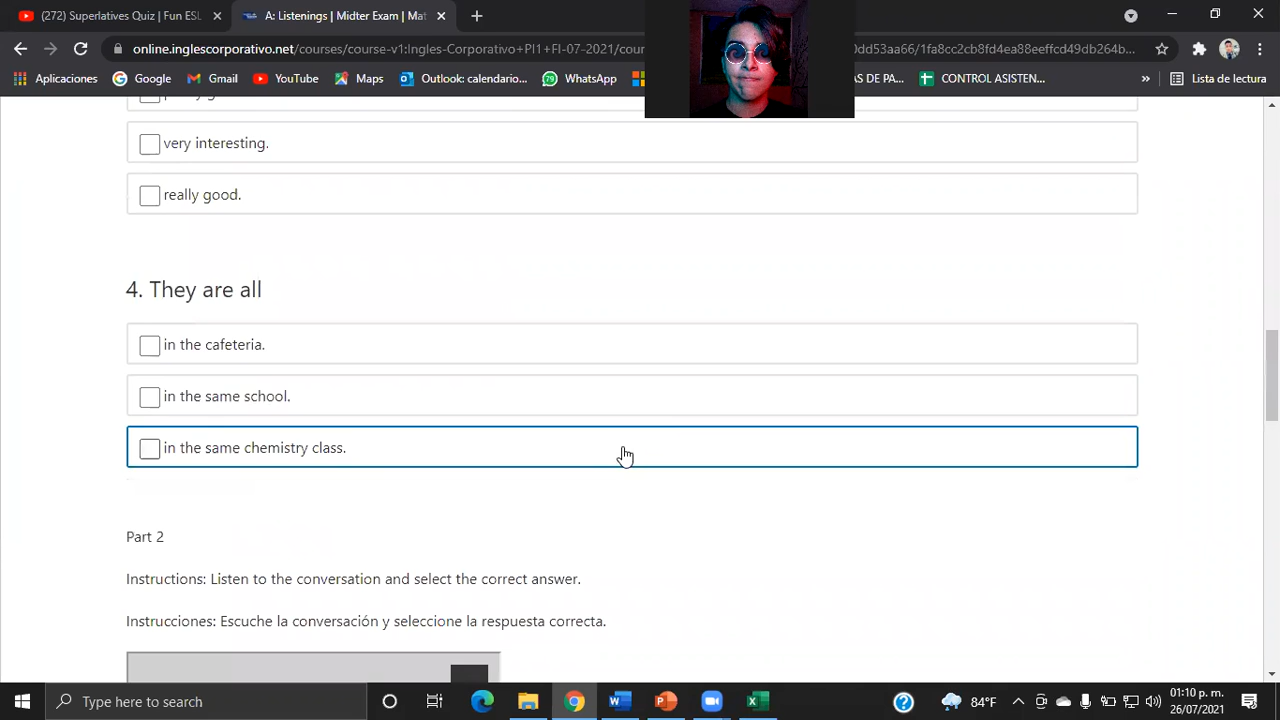 (272) Superlatives Quiz | Fun ESL
A: Listenings | Midter Exam | Mat
online.inglescorporativo.net/courses/course-v1:Ingles-Corporativo+PI1+FI-07-2021/cour
0dd53aa66/1fa8cc2cb8fd4ea88eeffcd49db264b...
Aplicaciones Google Gmail YouTube Maps Outlook: calendario... WhatsApp AS DE PA... CONTROL ASISTEN... » Lista de lectura
very interesting.
really good.
4. They are all
in the cafeteria.
in the same school.
in the same chemistry class.
Part 2
Instructions: Listen to the conversation and select the correct answer.
Instrucciones: Escuche la conversación y seleccione la respuesta correcta.
Type here to search
84°F
01:10 p. m.
26/07/2021